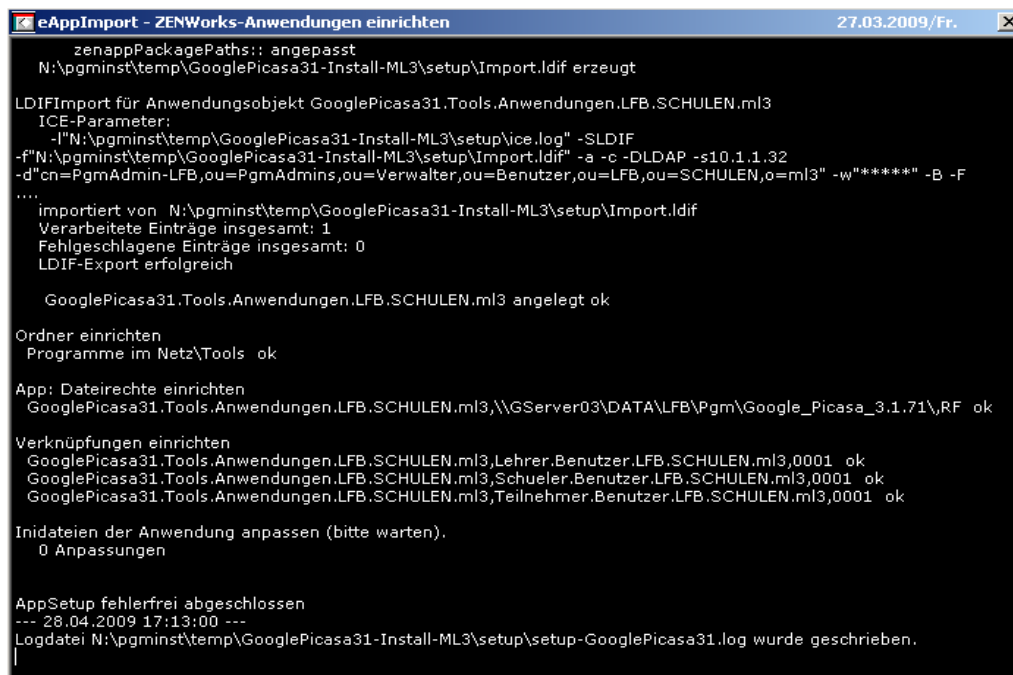 eAppImport - ZENWorks-Anwendungen einrichten 27.03.2009/Fr.
zenappPackagePaths:: angepasst
N:\pgminst\temp\GooglePicasa31-Install-ML3\setup\Import.ldif erzeugt
LDIFImport für Anwendungsobjekt GooglePicasa31.Tools.Anwendungen.LFB.SCHULEN.ml3
ICE-Parameter:
-l"N:\pgminst\temp\GooglePicasa31-Install-ML3\setup\ice.log" -SLDIF
-f"N:\pgminst\temp\GooglePicasa31-Install-ML3\setup\Import.ldif" -a -c -DLDAP -s10.1.1.32
-d"cn=PgmAdmin-LFB,ou=PgmAdmins,ou=Verwalter,ou=Benutzer,ou=LFB,ou=SCHULEN,o=ml3" -w"*****" -B -F
....
importiert von N:\pgminst\temp\GooglePicasa31-Install-ML3\setup\Import.ldif
Verarbeitete Einträge insgesamt: 1
Fehlgeschlagene Einträge insgesamt: 0
LDIF-Export erfolgreich
GooglePicasa31.Tools.Anwendungen.LFB.SCHULEN.ml3 angelegt ok
Ordner einrichten
Programme im Netz\Tools ok
App: Dateirechte einrichten
GooglePicasa31.Tools.Anwendungen.LFB.SCHULEN.ml3,\\GServer03\DATA\LFB\Pgm\Google_Picasa_3.1.71\,RF ok
Verknüpfungen einrichten
GooglePicasa31.Tools.Anwendungen.LFB.SCHULEN.ml3,Lehrer.Benutzer.LFB.SCHULEN.ml3,0001 ok
GooglePicasa31.Tools.Anwendungen.LFB.SCHULEN.ml3,Schueler.Benutzer.LFB.SCHULEN.ml3,0001 ok
GooglePicasa31.Tools.Anwendungen.LFB.SCHULEN.ml3,Teilnehmer.Benutzer.LFB.SCHULEN.ml3,0001 ok
Inidateien der Anwendung anpassen (bitte warten).
0 Anpassungen
AppSetup fehlerfrei abgeschlossen
--- 28.04.2009 17:13:00 ---
Logdatei N:\pgminst\temp\GooglePicasa31-Install-ML3\setup\setup-GooglePicasa31.log wurde geschrieben.